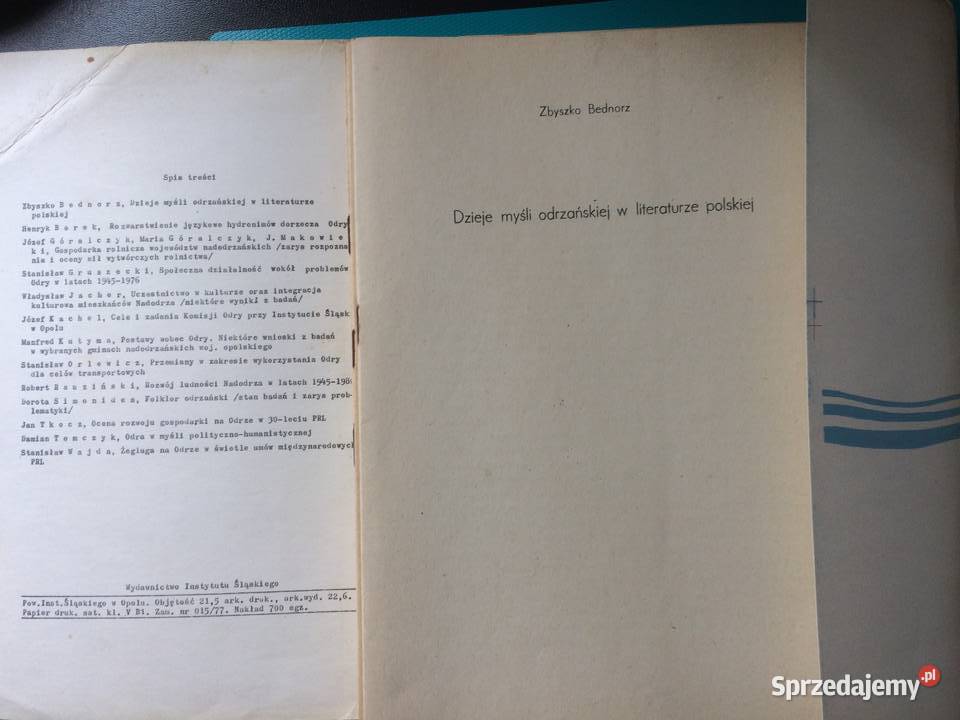 Spis treści
Zbyszko B e d n o r z, Dzieje myśli odrzańskiej w literaturze
polskiej
Henryk B o r e k, Rozwarstwienie językowe hydronimów dorzecza Odry
Józef G ó r a l c z y k, Maria G ó r a l c z y k, J. M a k o w i e
k i, Gospodarka rolnicza województw nadodrzańskich /zarys rozpozna
nia i oceny sił wytwórczych rolnictwa/
Stanisław G r u s z e c k i, Społeczna działalność wokół problemów
Odry w latach 1945-1976
Władysław J a c h e r, Uczestnictwo w kulturze oraz integracja
kulturowa mieszkańców Nadodrza /niektóre wyniki z badań/
Józef K a c h e l, Cele i zadania Komisji Odry przy Instytucie Śląsk
w Opolu
Manfred K u t y m a, Postawy wobec Odry. Niektóre wnioski z badań
w wybranych gminach nadodrzańskich woj. opolskiego
Stanisław O r l e w i c z, Przemiany w zakresie wykorzystania Odry
dla celów transportowych
Robert R a u z i ń s k i, Rozwój ludności Nadodrza w latach 1945-198
Dorota S i m o n i d e s, Folklor odrzański /stan badań i zarys prob-
lematyki/
Jan T k o c z, Ocena rozwoju gospodarki na Odrze w 30-leciu PRL
Damian T o m c z y k, Odra w myśli polityczno-humanistycznej
Stanisław W a j d a, Żegluga na Odrze w świetle umów międzynarodowych
PRL
Wydawnictwo Instytutu Śląskiego
Pow.Inst.Śląskiego w Opolu. Objętość 21,5 ark. druk., ark.wyd. 22,6.
Papier druk. sat. kl. V B1. Zam. nr 015/77. Nakład 700 egz.
Zbyszko Bednorz
Dzieje myśli odrzańskiej w literaturze polskiej
Sprzedajemy.pl